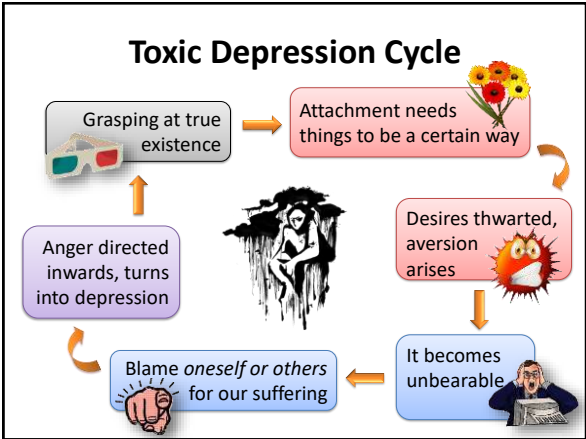 Toxic Depression Cycle
Grasping at true
existence
Attachment needs
things to be a certain way
Desires thwarted,
aversion
arises
It becomes
unbearable
Blame oneself or others
for our suffering
Anger directed
inwards, turns
into depression